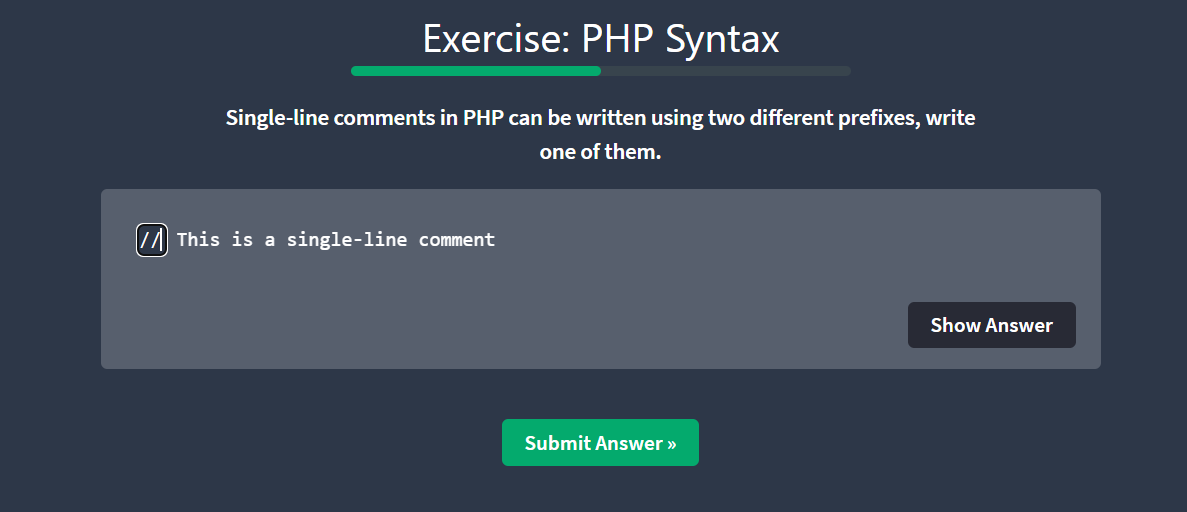 Exercise: PHP Syntax
Single-line comments in PHP can be written using two different prefixes, write
one of them.
// This is a single-line comment
Show Answer
Submit Answer »